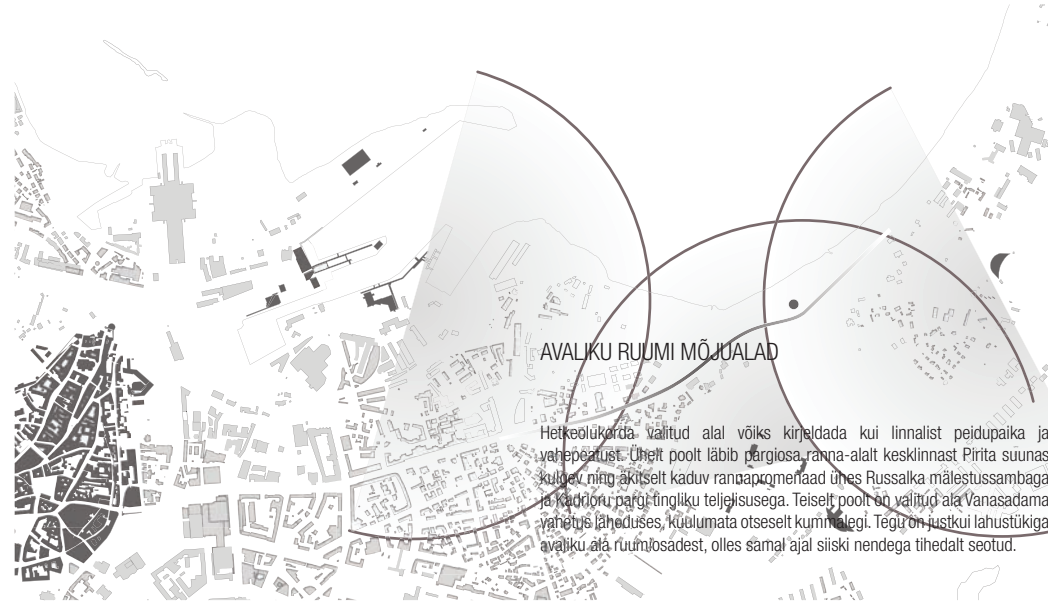 AVALIKU RUUMI MÕJUALAD
Hetkeolukorda valitud alal võiks kirjeldada kui linnalist peidupaika ja
vahepeatust. Ühelt poolt läbib pargiosa ranna-alalt kesklinnast Pirita suunas
kulgev ning äkitselt kaduv rannapromenaad ühes Russalka mälestussambaga
ja Kadrioru pargi tingliku teljelisusega. Teiselt poolt on valitud ala Vanasadama
vahetus läheduses, kuulumata otseselt kummalegi. Tegu on justkui lahustükiga
avaliku ala ruumiosadest, olles samal ajal siiski nendega tihedalt seotud.